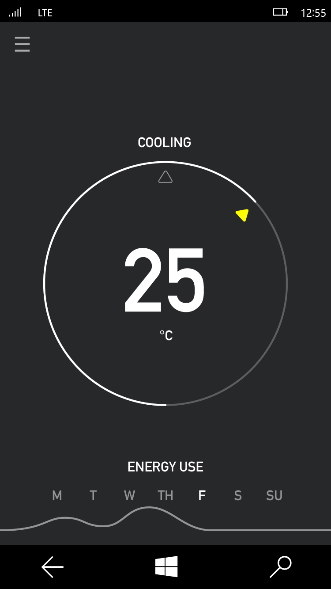 LTE 12:55
COOLING
25
°C
ENERGY USE
M T W TH F S SU